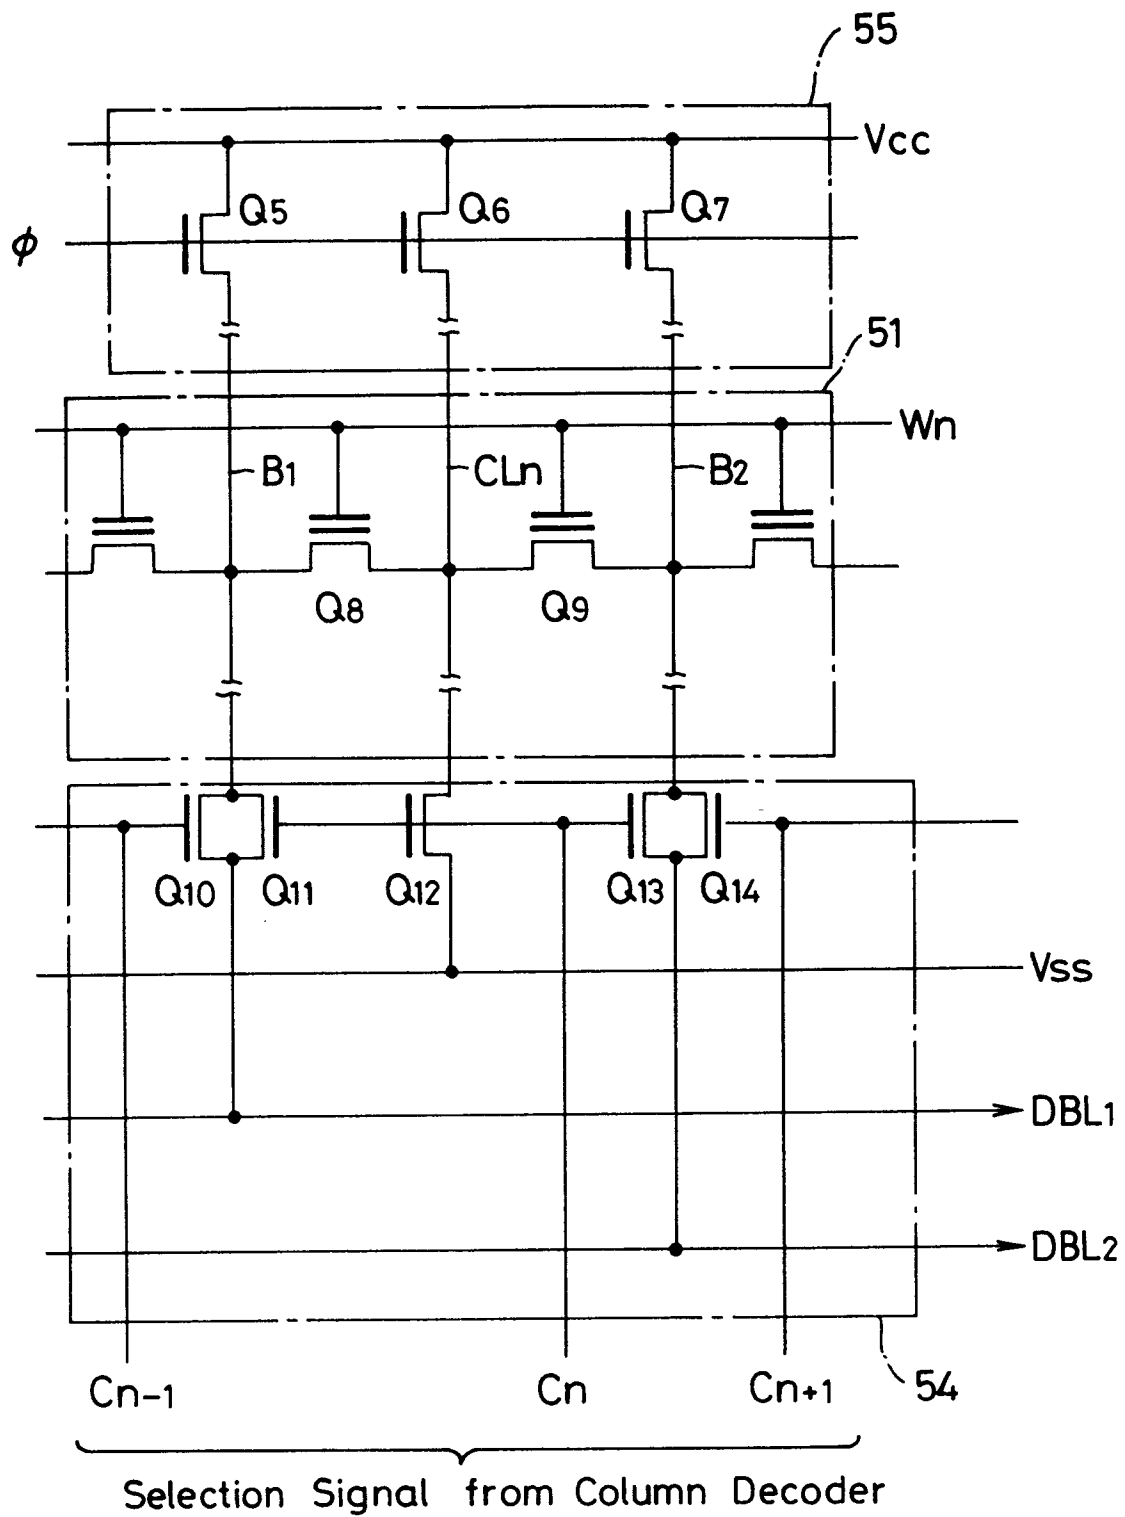 55
Vcc
Q5 Q6 Q7
ϕ
51
Wn
B1 CLn B2
Q8 Q9
Q10 Q11 Q12 Q13 Q14
Vss
DBL1
DBL2
Cn-1 Cn Cn+1 54
Selection Signal from Column Decoder